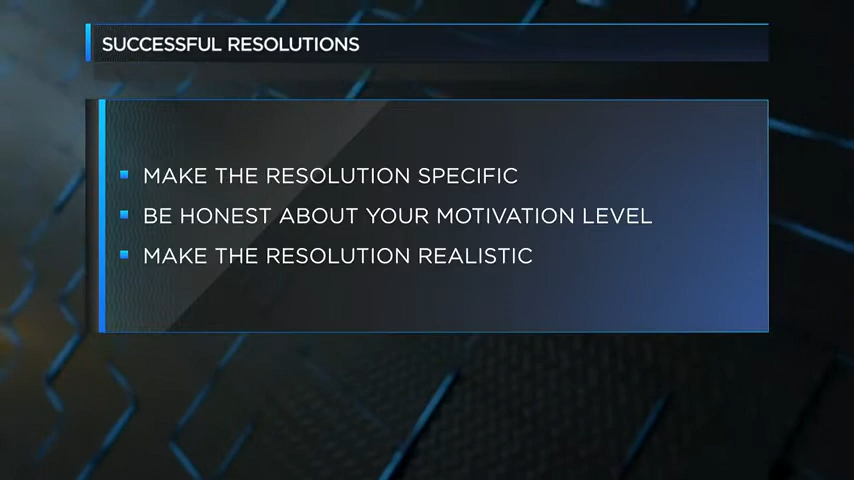 SUCCESSFUL RESOLUTIONS
MAKE THE RESOLUTION SPECIFIC
BE HONEST ABOUT YOUR MOTIVATION LEVEL
MAKE THE RESOLUTION REALISTIC